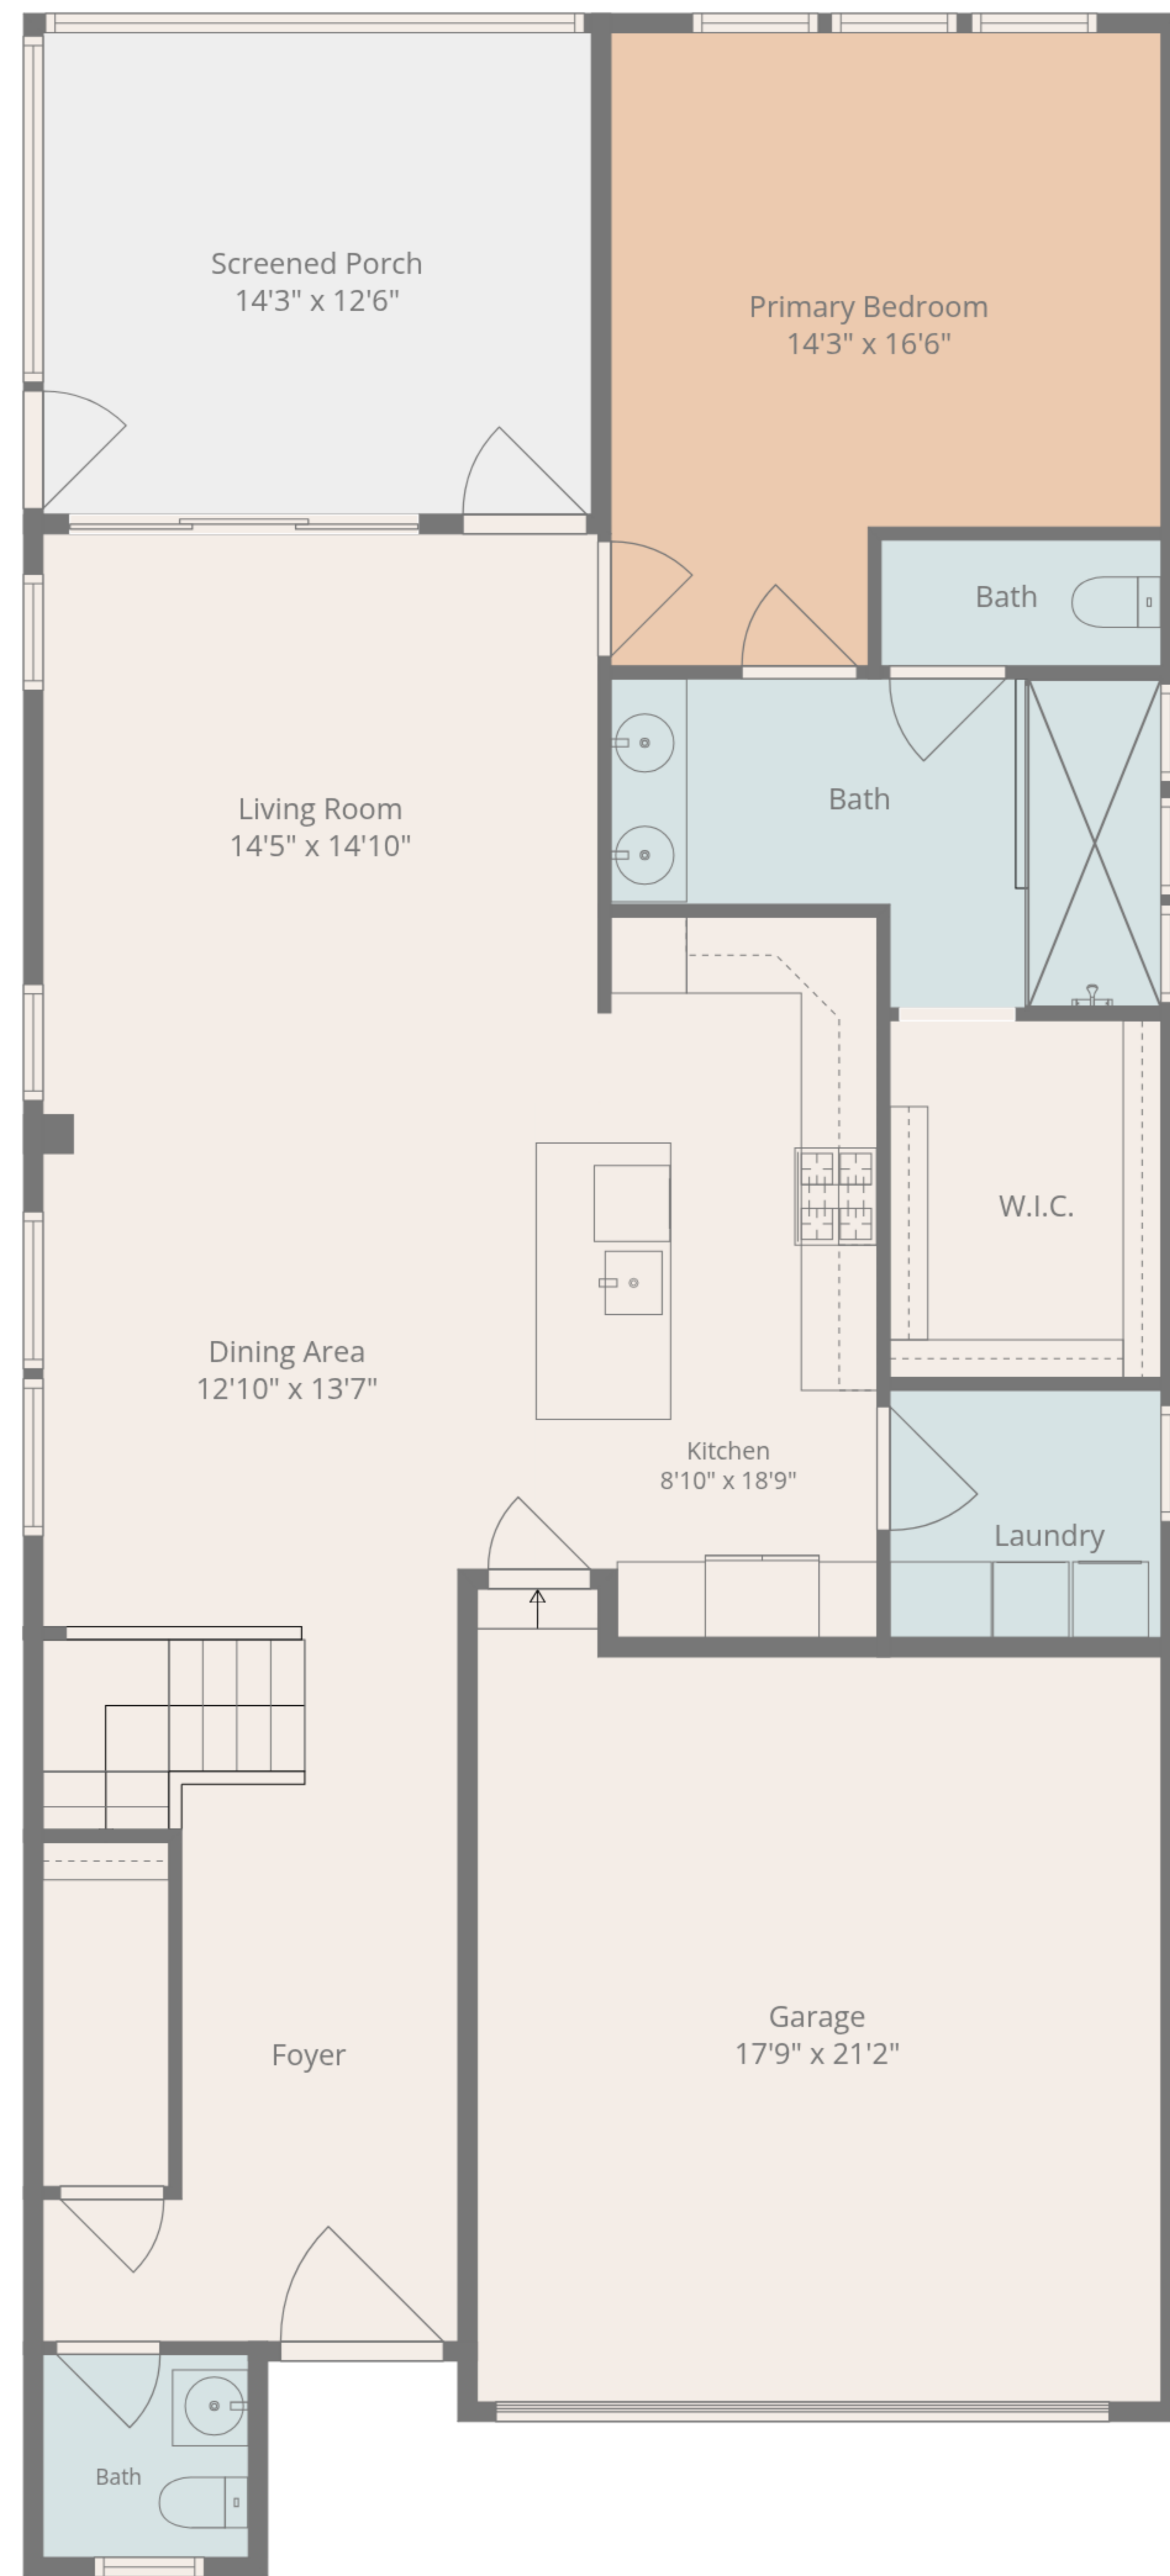 Screened Porch
14'3" x 12'6"
Primary Bedroom
14'3" x 16'6"
Bath
Living Room
14'5" x 14'10"
Bath
W.I.C.
Dining Area
12'10" x 13'7"
Kitchen
8'10" x 18'9"
Laundry
Garage
17'9" x 21'2"
Foyer
Bath